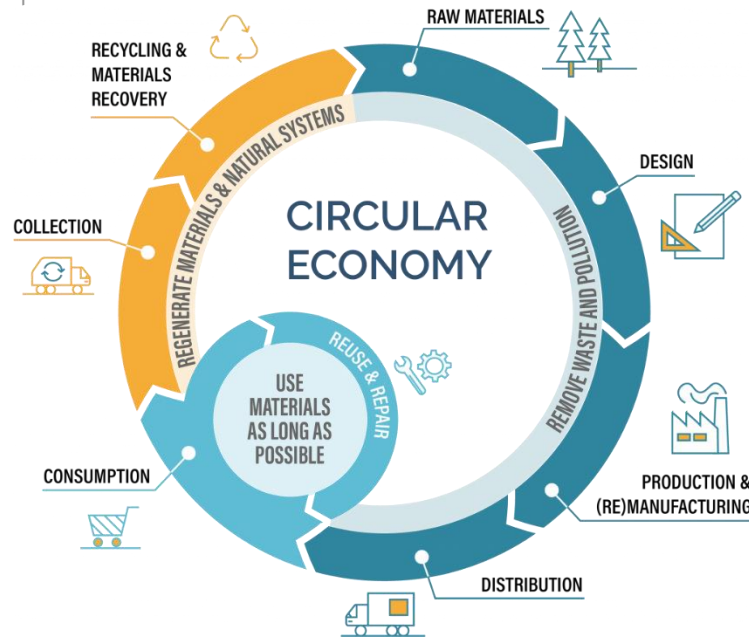 RAW MATERIALS
RECYCLING &
MATERIALS
RECOVERY
DESIGN
COLLECTION
REGENERATE MATERIALS & NATURAL SYSTEMS
CIRCULAR
ECONOMY
REMOVE WASTE AND POLLUTION
REUSE & REPAIR
USE
MATERIALS
AS LONG AS
POSSIBLE
CONSUMPTION
PRODUCTION &
(RE)MANUFACTURING
DISTRIBUTION